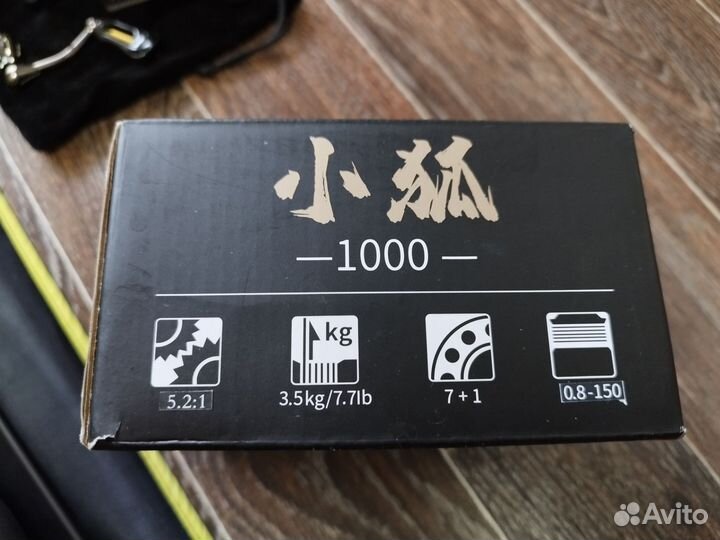 小狐
—1000—
kg
5.2:1
3.5kg/7.7lb
7+1
0.8-150
Avito